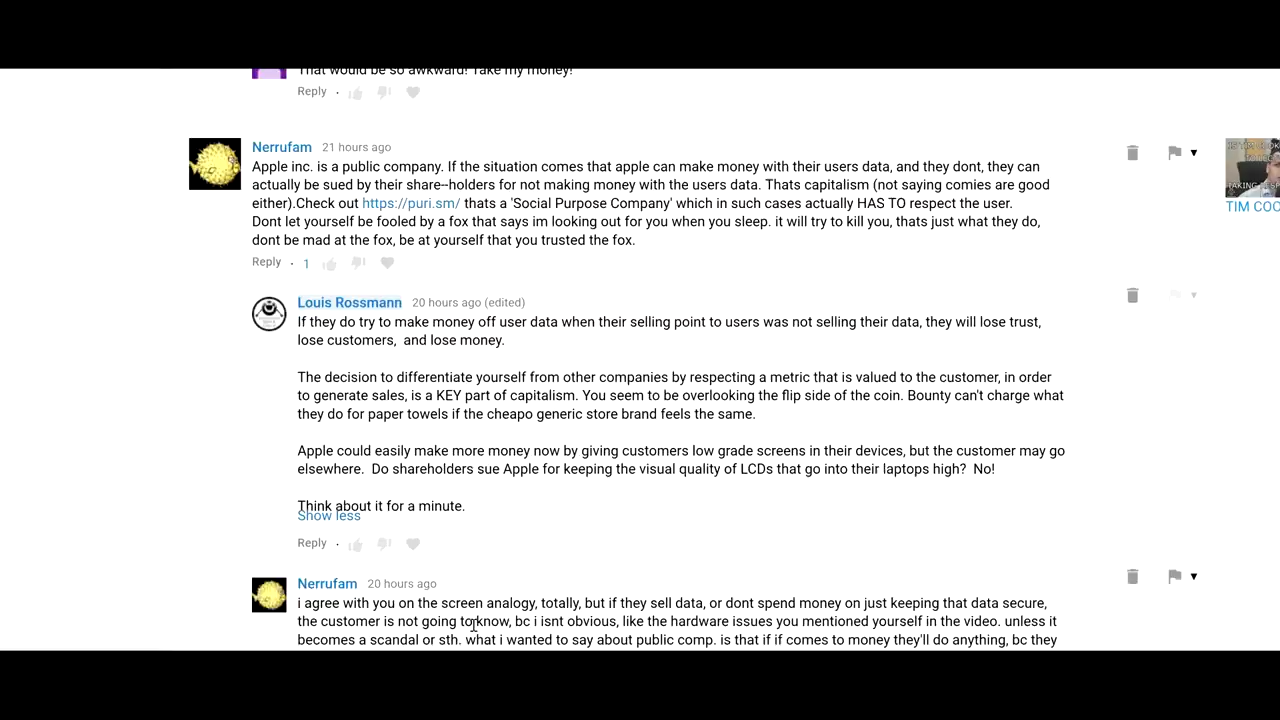 That would be so awkward! Take my money!
Reply
Nerrufam 21 hours ago
Apple inc. is a public company. If the situation comes that apple can make money with their users data, and they dont, they can
actually be sued by their share--holders for not making money with the users data. Thats capitalism (not saying comies are good
either).Check out https://puri.sm/ thats a 'Social Purpose Company' which in such cases actually HAS TO respect the user.
Dont let yourself be fooled by a fox that says im looking out for you when you sleep. it will try to kill you, thats just what they do,
dont be mad at the fox, be at yourself that you trusted the fox.
Reply · 1
TIM COO
Louis Rossmann 20 hours ago (edited)
If they do try to make money off user data when their selling point to users was not selling their data, they will lose trust,
lose customers,  and lose money.
The decision to differentiate yourself from other companies by respecting a metric that is valued to the customer, in order
to generate sales, is a KEY part of capitalism. You seem to be overlooking the flip side of the coin. Bounty can't charge what
they do for paper towels if the cheapo generic store brand feels the same.
Apple could easily make more money now by giving customers low grade screens in their devices, but the customer may go
elsewhere.  Do shareholders sue Apple for keeping the visual quality of LCDs that go into their laptops high?  No!
Think about it for a minute.
Show less
Reply
Nerrufam 20 hours ago
i agree with you on the screen analogy, totally, but if they sell data, or dont spend money on just keeping that data secure,
the customer is not going to know, bc i isnt obvious, like the hardware issues you mentioned yourself in the video. unless it
becomes a scandal or sth. what i wanted to say about public comp. is that if if comes to money they'll do anything, bc they